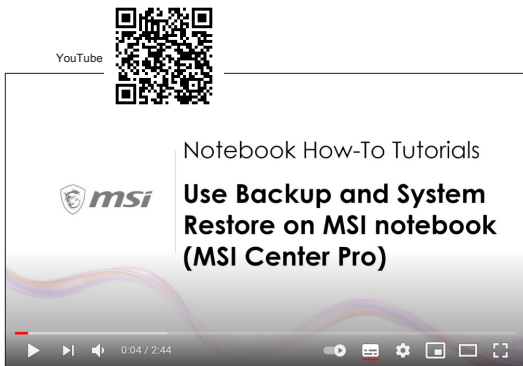 YouTube
Notebook How-To Tutorials
msi
Use Backup and System
Restore on MSI notebook
(MSI Center Pro)
0:04 / 2:44